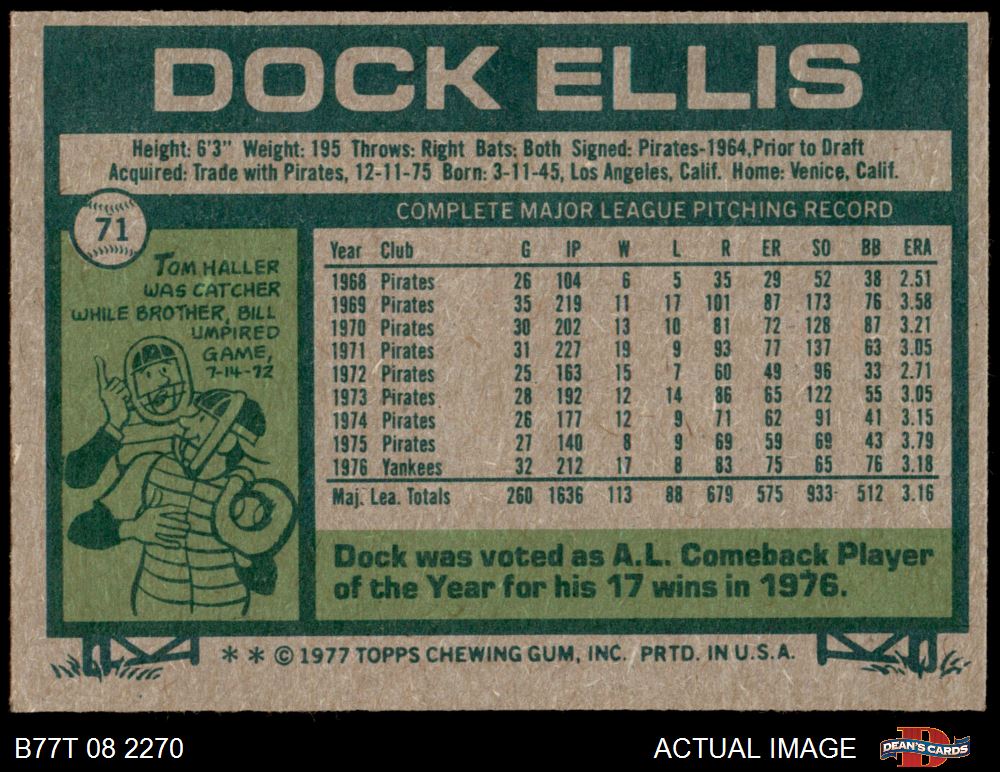 DOCK ELLIS
Height: 6'3" Weight: 195 Throws: Right Bats: Both Signed: Pirates-1964,Prior to Draft
Acquired: Trade with Pirates, 12-11-75 Born: 3-11-45, Los Angeles, Calif. Home: Venice, Calif.
71
TOM HALLER
WAS CATCHER
WHILE BROTHER, BILL
UMPIRED
GAME,
7-14-72
COMPLETE MAJOR LEAGUE PITCHING RECORD
Year Club G IP W L R ER SO BB ERA
1968 Pirates 26 104 6 5 35 29 52 38 2.51
1969 Pirates 35 219 11 17 101 87 173 76 3.58
1970 Pirates 30 202 13 10 81 72 128 87 3.21
1971 Pirates 31 227 19 9 93 77 137 63 3.05
1972 Pirates 25 163 15 7 60 49 96 33 2.71
1973 Pirates 28 192 12 14 86 65 122 55 3.05
1974 Pirates 26 177 12 9 71 62 91 41 3.15
1975 Pirates 27 140 8 9 69 59 69 43 3.79
1976 Yankees 32 212 17 8 83 75 65 76 3.18
Maj. Lea. Totals 260 1636 113 88 679 575 933 512 3.16
Dock was voted as A.L. Comeback Player
of the Year for his 17 wins in 1976.
* * © 1977 TOPPS CHEWING GUM, INC. PRTD. IN U.S.A.
B77T 08 2270 ACTUAL IMAGE DEAN'S CARDS